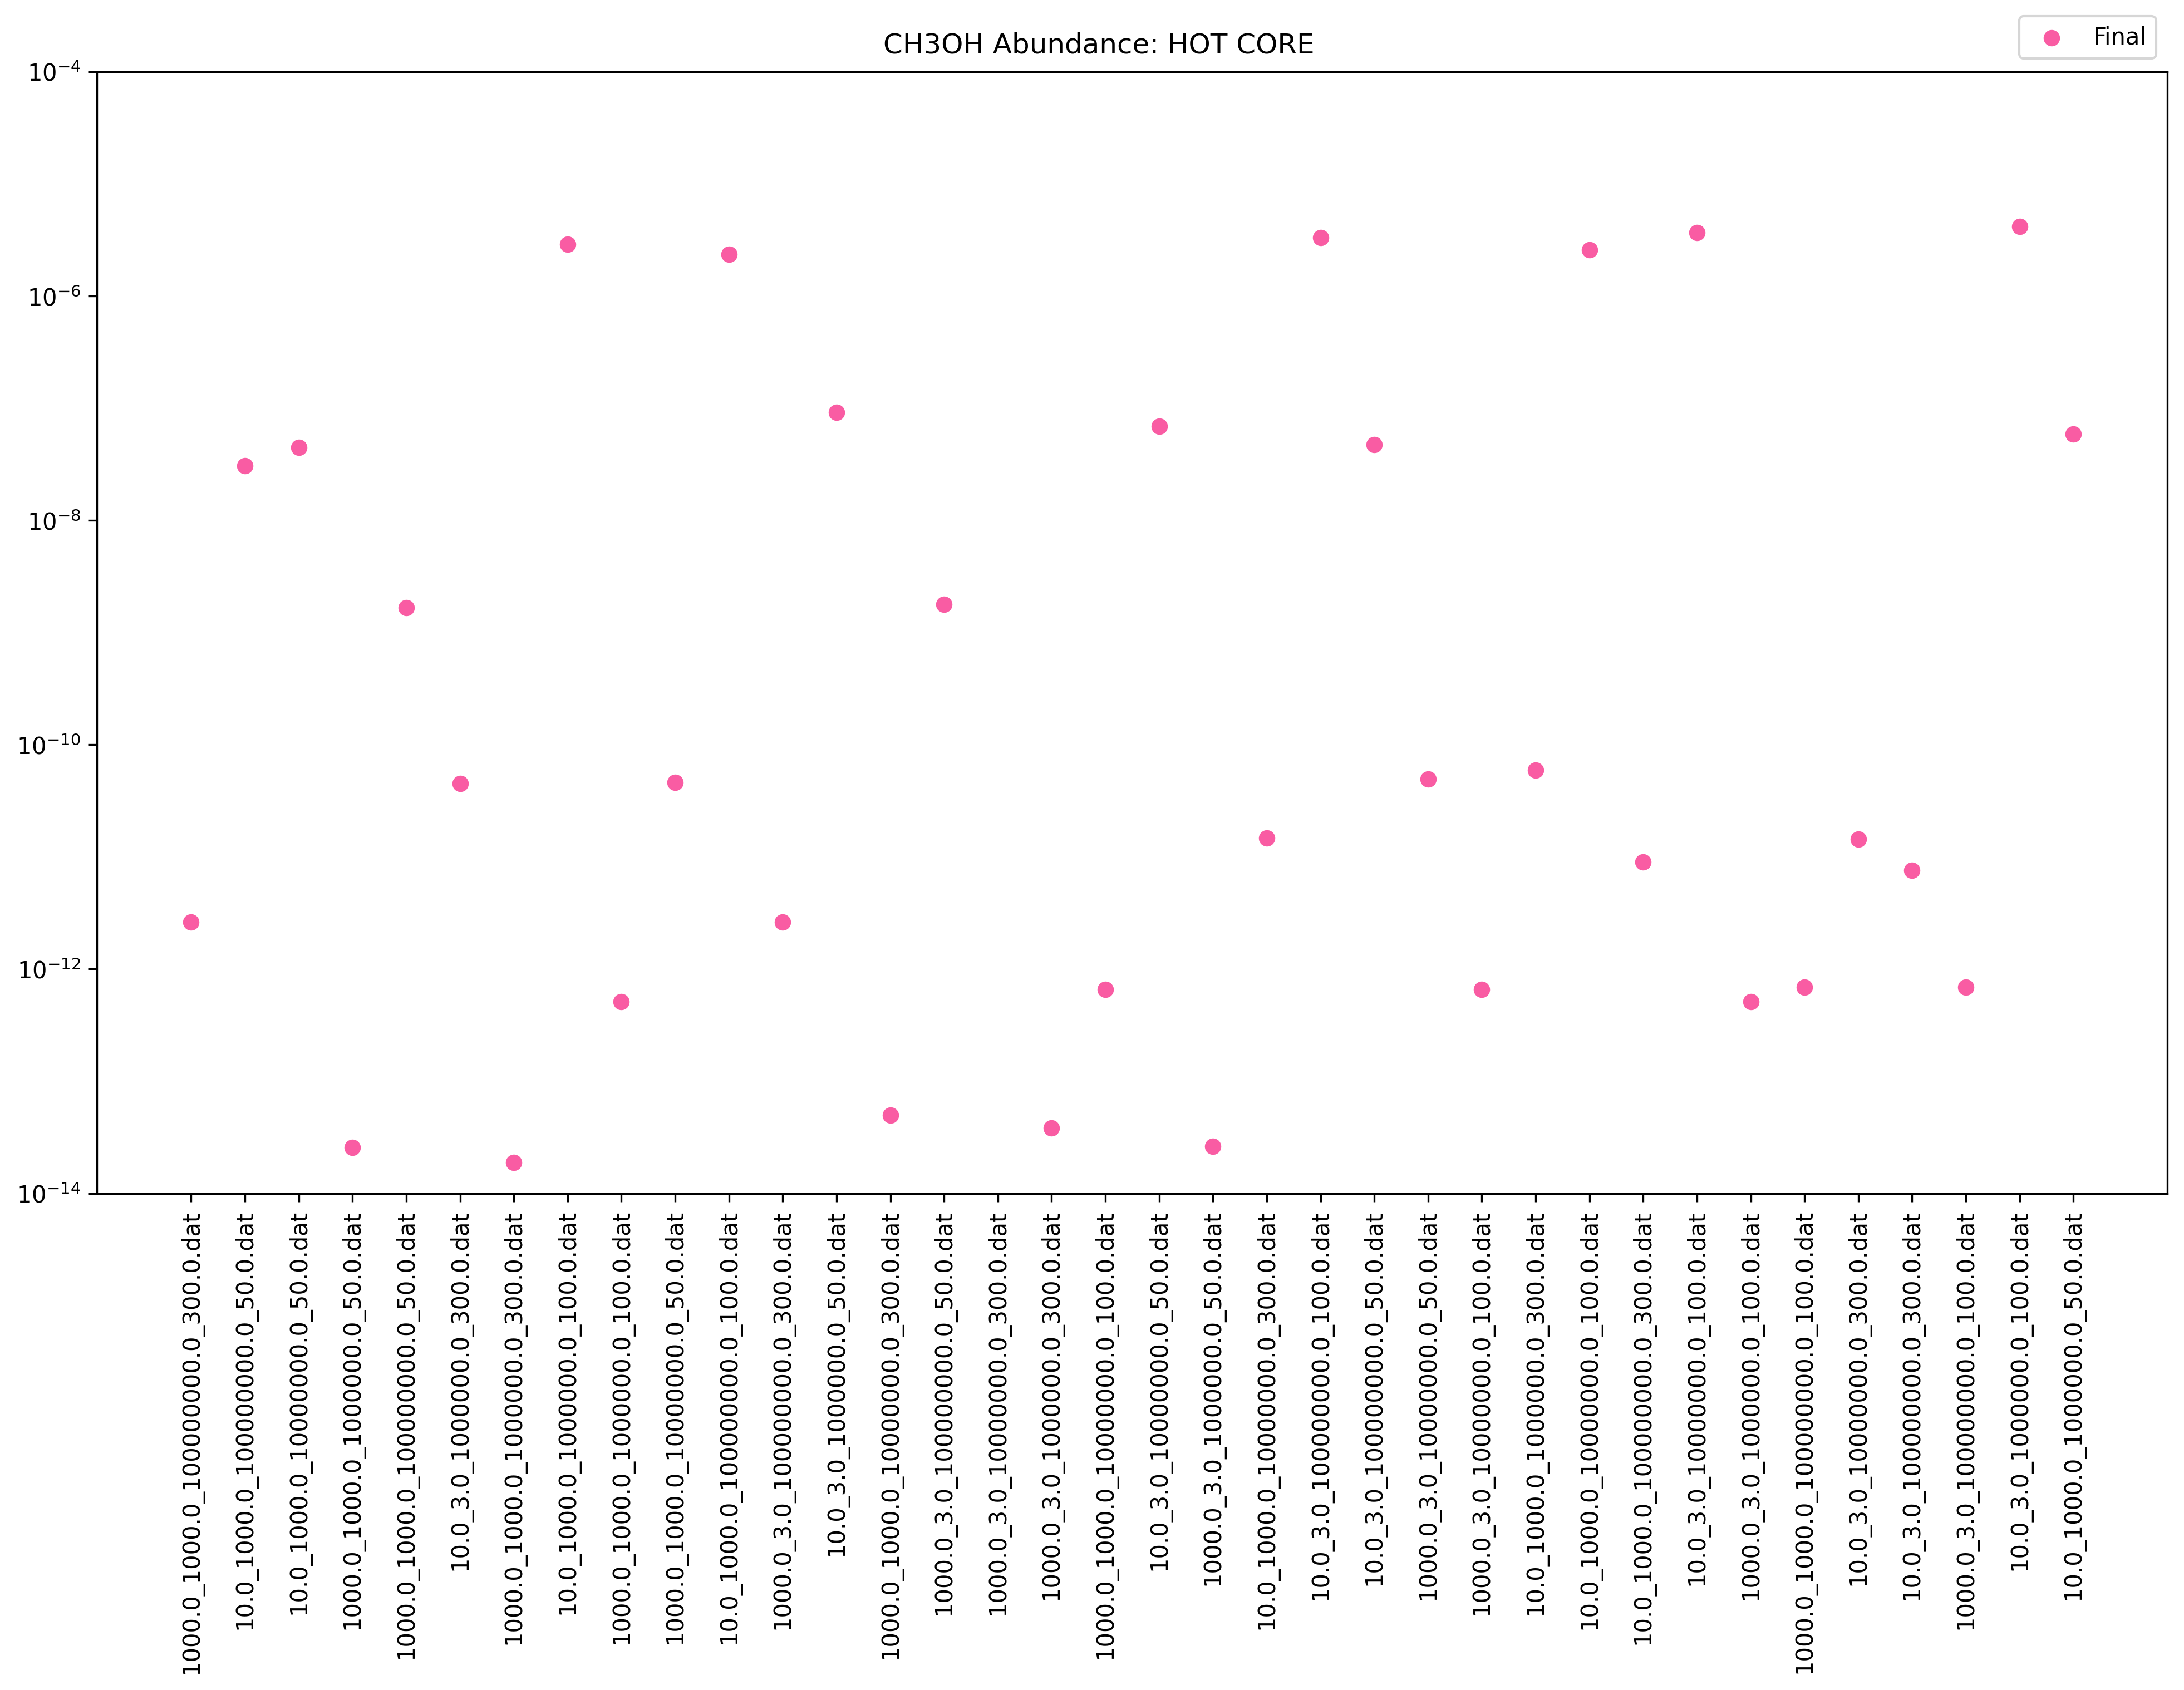 CH3OH Abundance: HOT CORE
Final
10⁻⁴
10⁻⁶
10⁻⁸
10⁻¹⁰
10⁻¹²
10⁻¹⁴
1000.0_1000.0_100000000.0_300.0.dat
10.0_1000.0_100000000.0_50.0.dat
10.0_1000.0_10000000.0_50.0.dat
1000.0_1000.0_1000000.0_50.0.dat
1000.0_1000.0_100000000.0_50.0.dat
10.0_3.0_1000000.0_300.0.dat
1000.0_1000.0_1000000.0_300.0.dat
10.0_1000.0_1000000.0_100.0.dat
1000.0_1000.0_1000000.0_100.0.dat
1000.0_1000.0_10000000.0_50.0.dat
10.0_1000.0_100000000.0_100.0.dat
1000.0_3.0_100000000.0_300.0.dat
10.0_3.0_1000000.0_50.0.dat
1000.0_1000.0_10000000.0_300.0.dat
1000.0_3.0_100000000.0_50.0.dat
1000.0_3.0_10000000.0_300.0.dat
1000.0_3.0_1000000.0_300.0.dat
1000.0_1000.0_10000000.0_100.0.dat
10.0_3.0_10000000.0_50.0.dat
1000.0_3.0_1000000.0_50.0.dat
10.0_1000.0_10000000.0_300.0.dat
10.0_3.0_100000000.0_100.0.dat
10.0_3.0_100000000.0_50.0.dat
1000.0_3.0_10000000.0_50.0.dat
1000.0_3.0_10000000.0_100.0.dat
10.0_1000.0_1000000.0_300.0.dat
10.0_1000.0_10000000.0_100.0.dat
10.0_1000.0_100000000.0_300.0.dat
10.0_3.0_10000000.0_100.0.dat
1000.0_3.0_1000000.0_100.0.dat
1000.0_1000.0_100000000.0_100.0.dat
10.0_3.0_10000000.0_300.0.dat
10.0_3.0_100000000.0_300.0.dat
1000.0_3.0_100000000.0_100.0.dat
10.0_3.0_1000000.0_100.0.dat
10.0_1000.0_1000000.0_50.0.dat